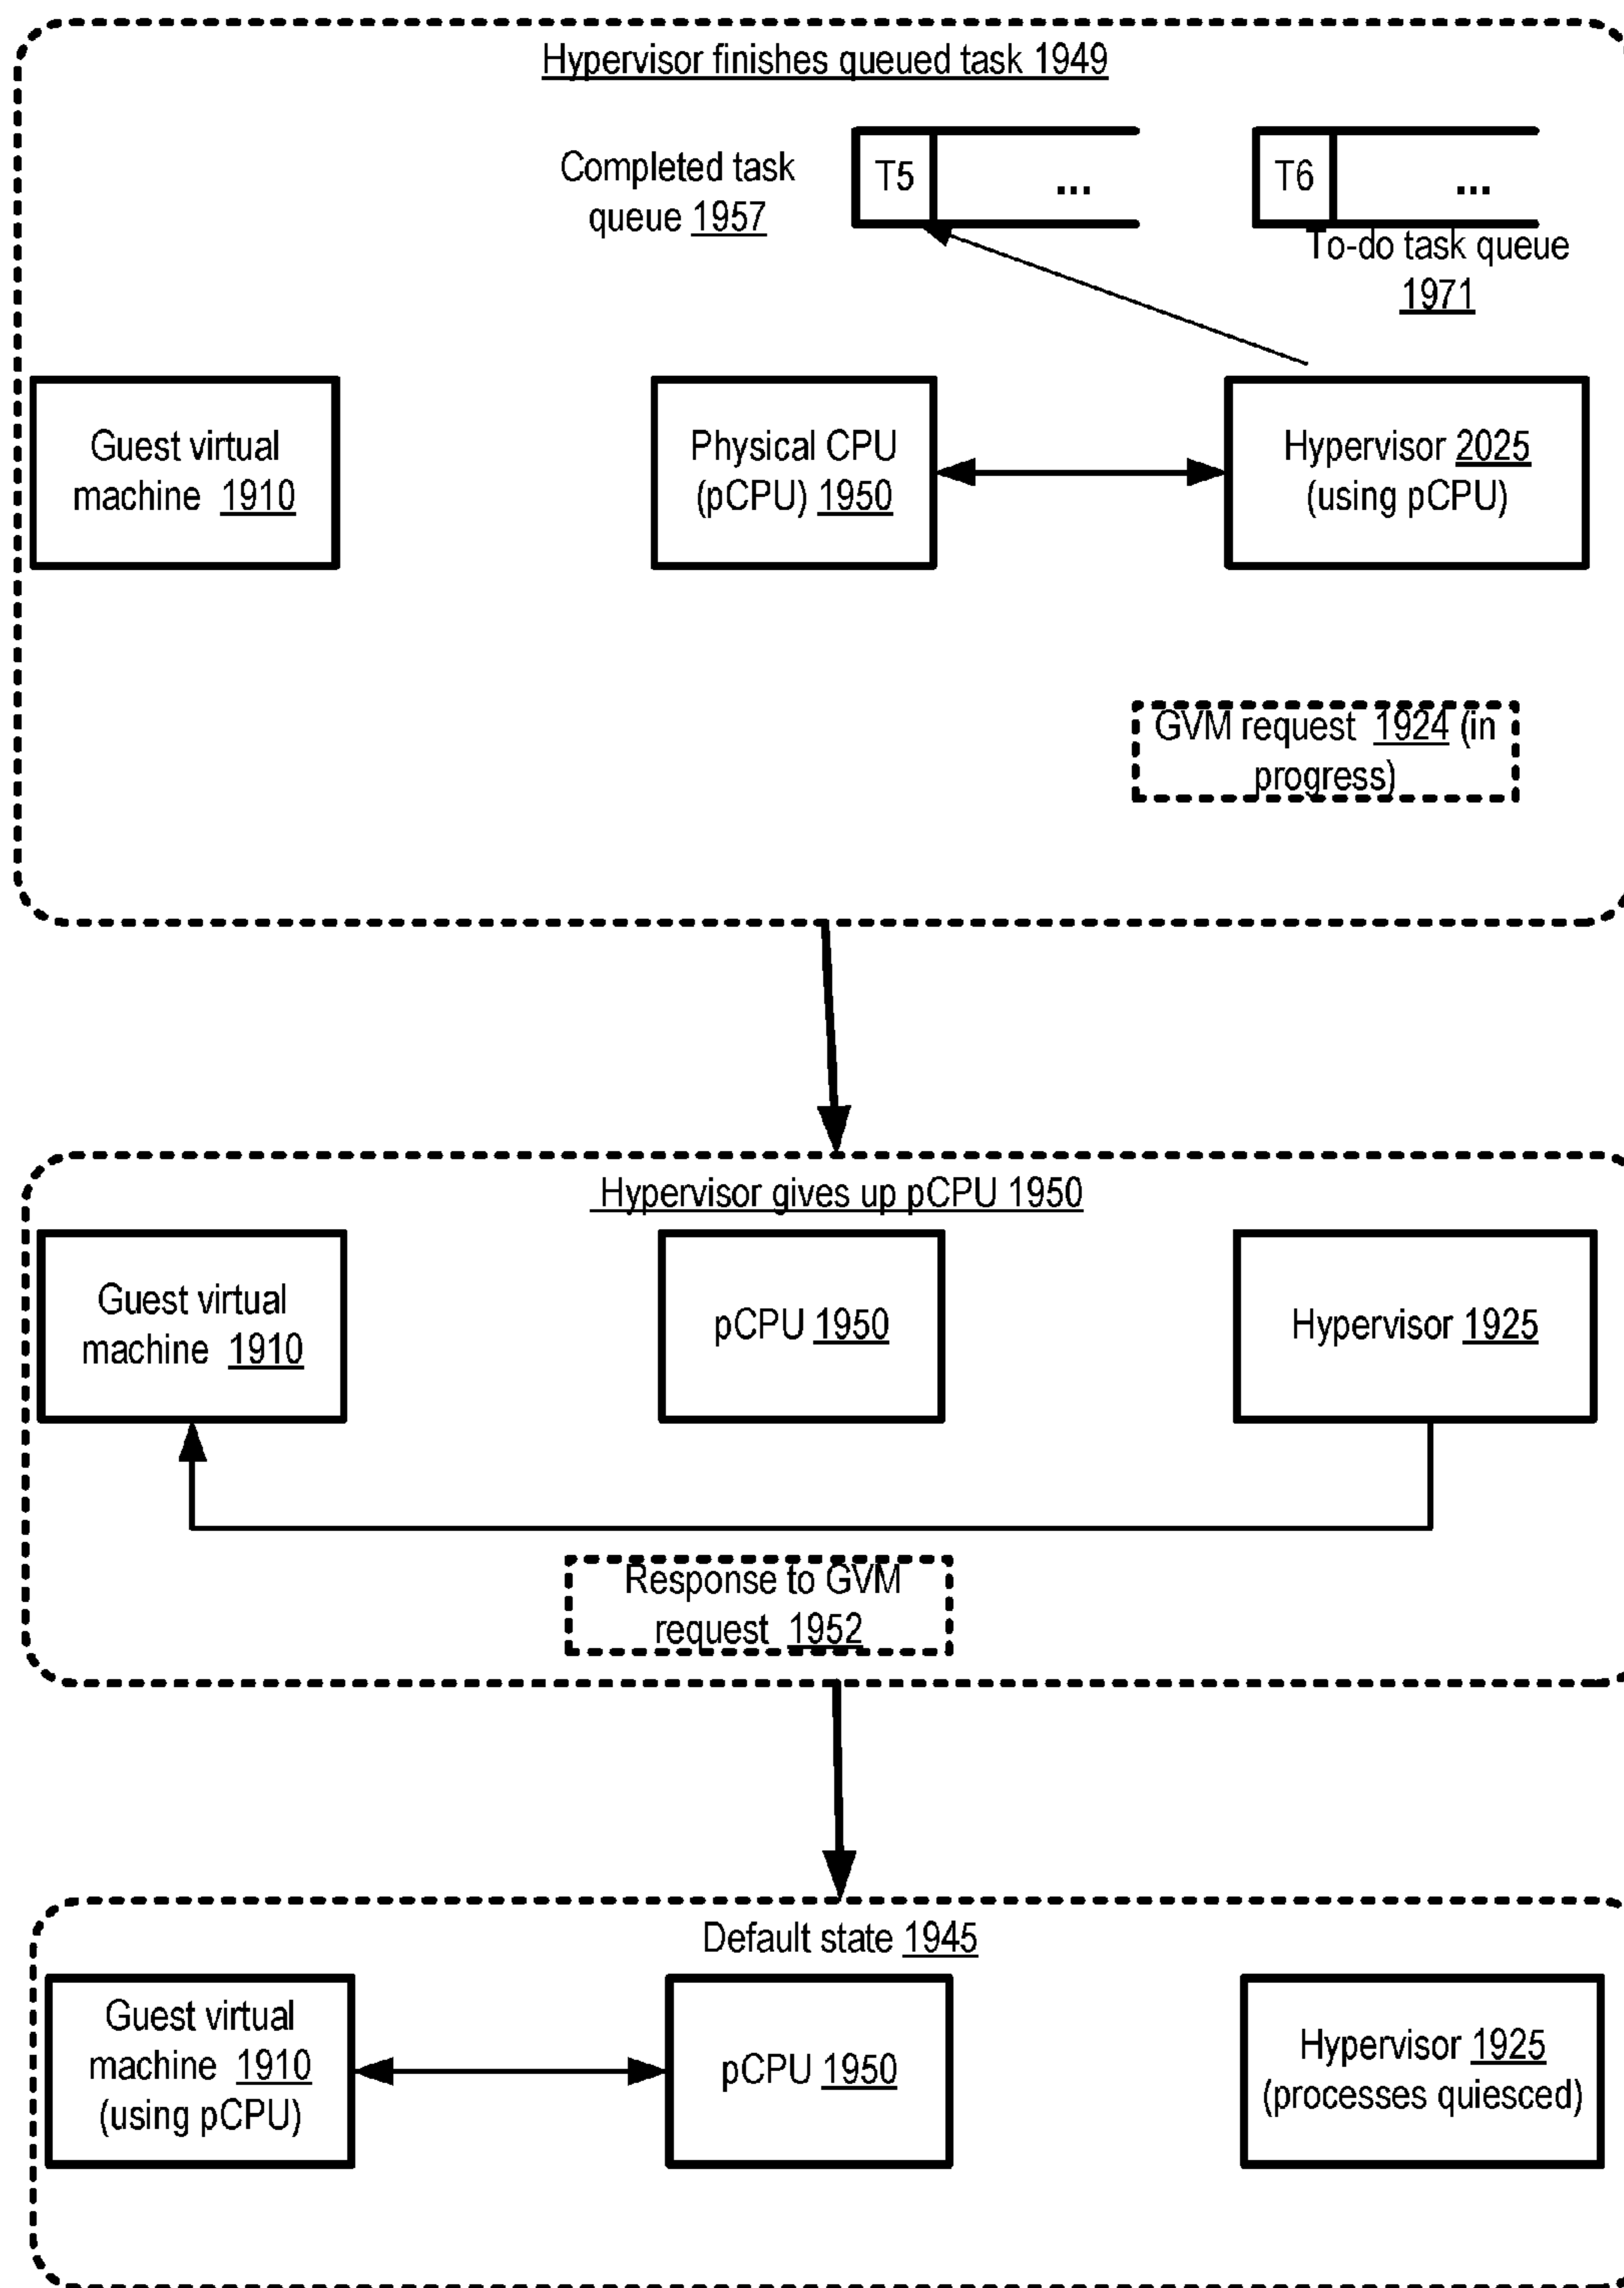 Hypervisor finishes queued task 1949
Completed task
queue 1957
T5
...
T6
...
To-do task queue
1971
Guest virtual
machine 1910
Physical CPU
(pCPU) 1950
Hypervisor 2025
(using pCPU)
GVM request 1924 (in
progress)
Hypervisor gives up pCPU 1950
Guest virtual
machine 1910
pCPU 1950
Hypervisor 1925
Response to GVM
request 1952
Default state 1945
Guest virtual
machine 1910
(using pCPU)
pCPU 1950
Hypervisor 1925
(processes quiesced)